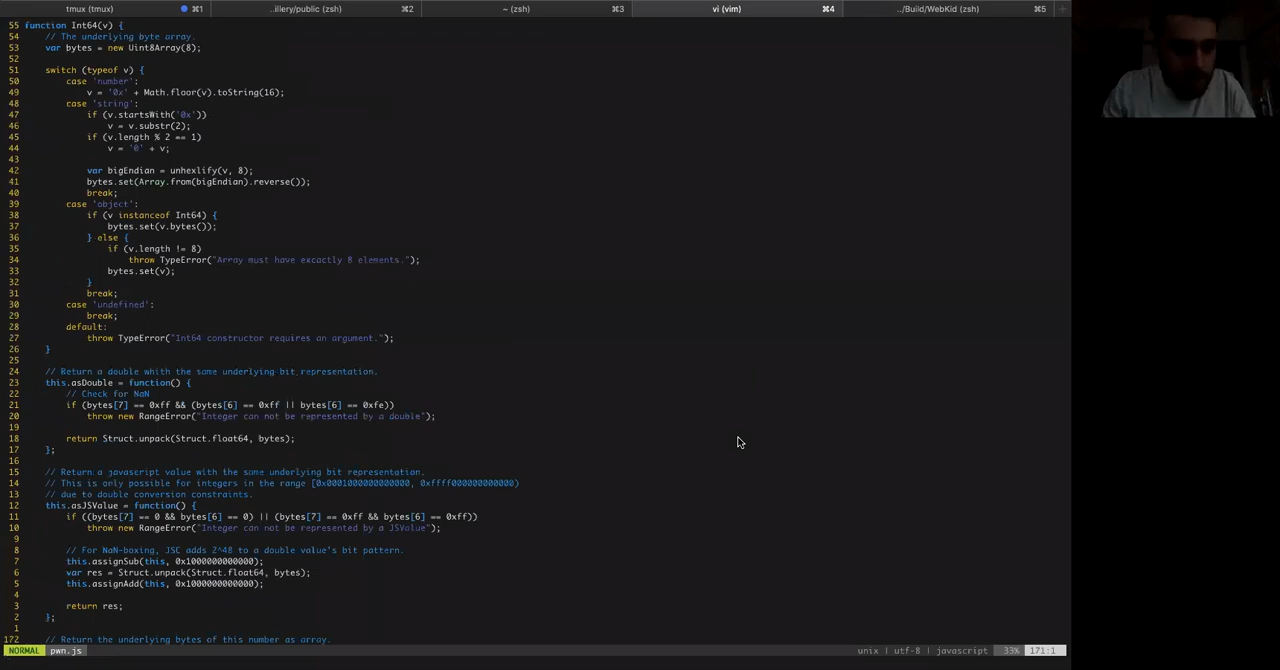 tmux (tmux) ⌘1 ..illery/public (zsh) ⌘2 ~ (zsh) ⌘3 vi (vim) ⌘4 ../Build/WebKid (zsh) ⌘5 +
55 function Int64(v) {
54     // The underlying byte array.
53     var bytes = new Uint8Array(8);
52
51     switch (typeof v) {
50         case 'number':
49             v = '0x' + Math.floor(v).toString(16);
48         case 'string':
47             if (v.startsWith('0x'))
46                 v = v.substr(2);
45             if (v.length % 2 == 1)
44                 v = '0' + v;
43
42             var bigEndian = unhexlify(v, 8);
41             bytes.set(Array.from(bigEndian).reverse());
40             break;
39         case 'object':
38             if (v instanceof Int64) {
37                 bytes.set(v.bytes());
36             } else {
35                 if (v.length != 8)
34                     throw TypeError("Array must have excactly 8 elements.");
33                 bytes.set(v);
32             }
31             break;
30         case 'undefined':
29             break;
28         default:
27             throw TypeError("Int64 constructor requires an argument.");
26     }
25
24     // Return a double whith the same underlying bit representation.
23     this.asDouble = function() {
22         // Check for NaN
21         if (bytes[7] == 0xff && (bytes[6] == 0xff || bytes[6] == 0xfe))
20             throw new RangeError("Integer can not be represented by a double");
19
18         return Struct.unpack(Struct.float64, bytes);
17     };
16
15     // Return a javascript value with the same underlying bit representation.
14     // This is only possible for integers in the range [0x0001000000000000, 0xffff000000000000)
13     // due to double conversion constraints.
12     this.asJSValue = function() {
11         if ((bytes[7] == 0 && bytes[6] == 0) || (bytes[7] == 0xff && bytes[6] == 0xff))
10             throw new RangeError("Integer can not be represented by a JSValue");
9
8         // For NaN-boxing, JSC adds 2^48 to a double value's bit pattern.
7         this.assignSub(this, 0x1000000000000);
6         var res = Struct.unpack(Struct.float64, bytes);
5         this.assignAdd(this, 0x1000000000000);
4
3         return res;
2     };
1
172     // Return the underlying bytes of this number as array.
NORMAL pwn.js unix | utf-8 | javascript 33% 171:1